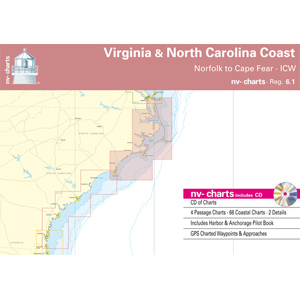 Virginia & North Carolina Coast
Norfolk to Cape Fear - ICW
nv- charts · Reg. 6.1
nv- charts
nv- charts includes CD
CD of Charts
4 Passage Charts · 66 Coastal Charts · 2 Details
Includes Harbor & Anchorage Pilot Book
GPS Charted Waypoints & Approaches